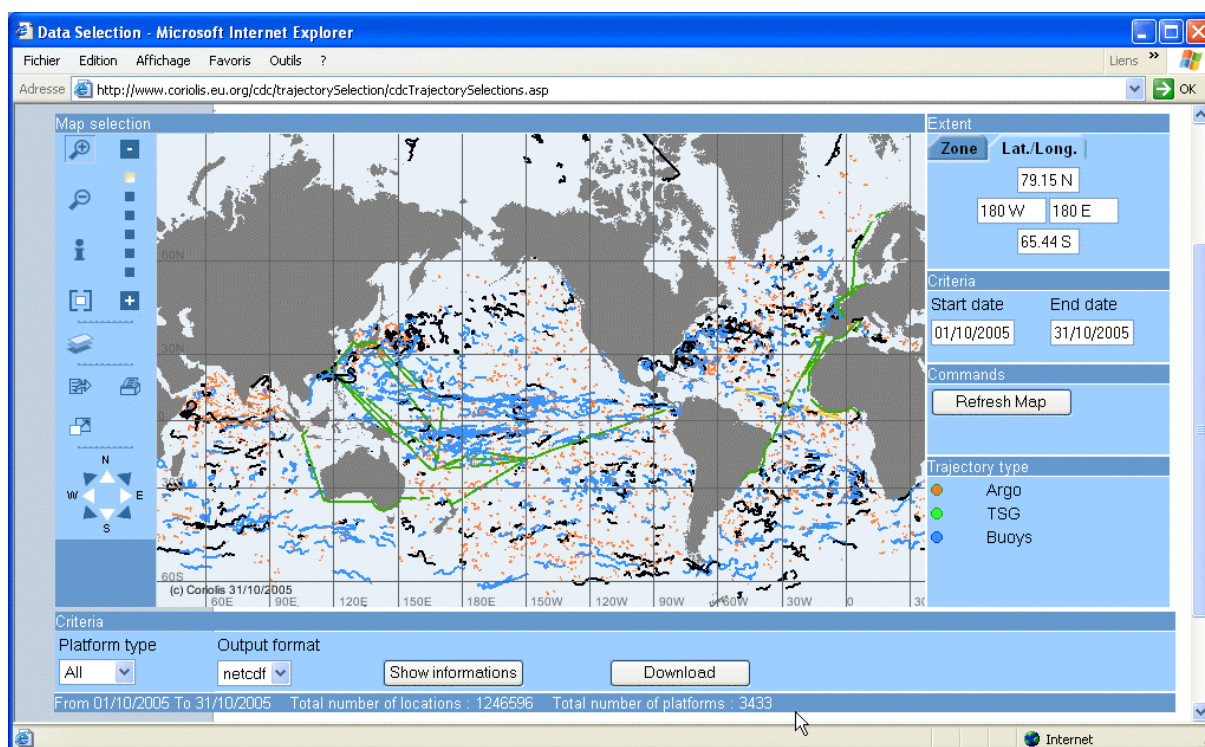 Data Selection - Microsoft Internet Explorer
Fichier Edition Affichage Favoris Outils ? Liens »
Adresse http://www.coriolis.eu.org/cdc/trajectorySelection/cdcTrajectorySelections.asp OK
Map selection
Extent
Zone Lat./Long.
79.15 N
180 W 180 E
65.44 S
Criteria
Start date End date
01/10/2005 31/10/2005
Commands
Refresh Map
Trajectory type
Argo
TSG
Buoys
N
W E
S
60N
30N
0
30S
60S
(c) Coriolis 31/10/2005
60E 90E 120E 150E 180E 150W 120W 90W 60W 30W 0 30
Criteria
Platform type Output format
All netcdf Show informations Download
From 01/10/2005 To 31/10/2005 Total number of locations : 1246596 Total number of platforms : 3433
Internet